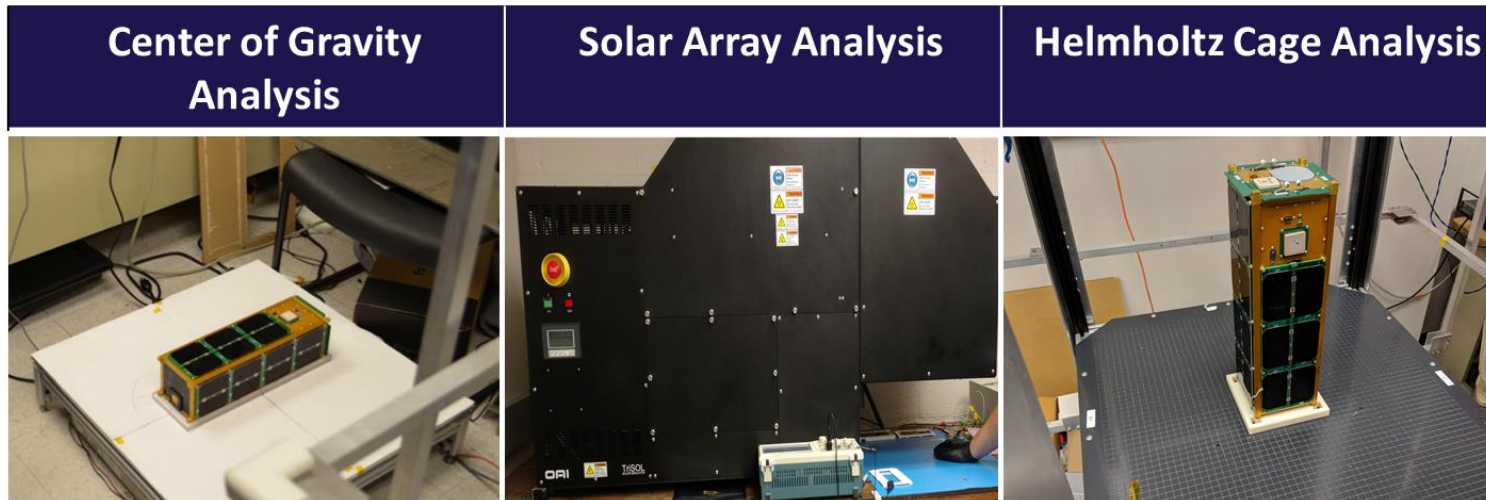 Center of Gravity
Analysis
Solar Array Analysis
Helmholtz Cage Analysis
OAI
TriSOL